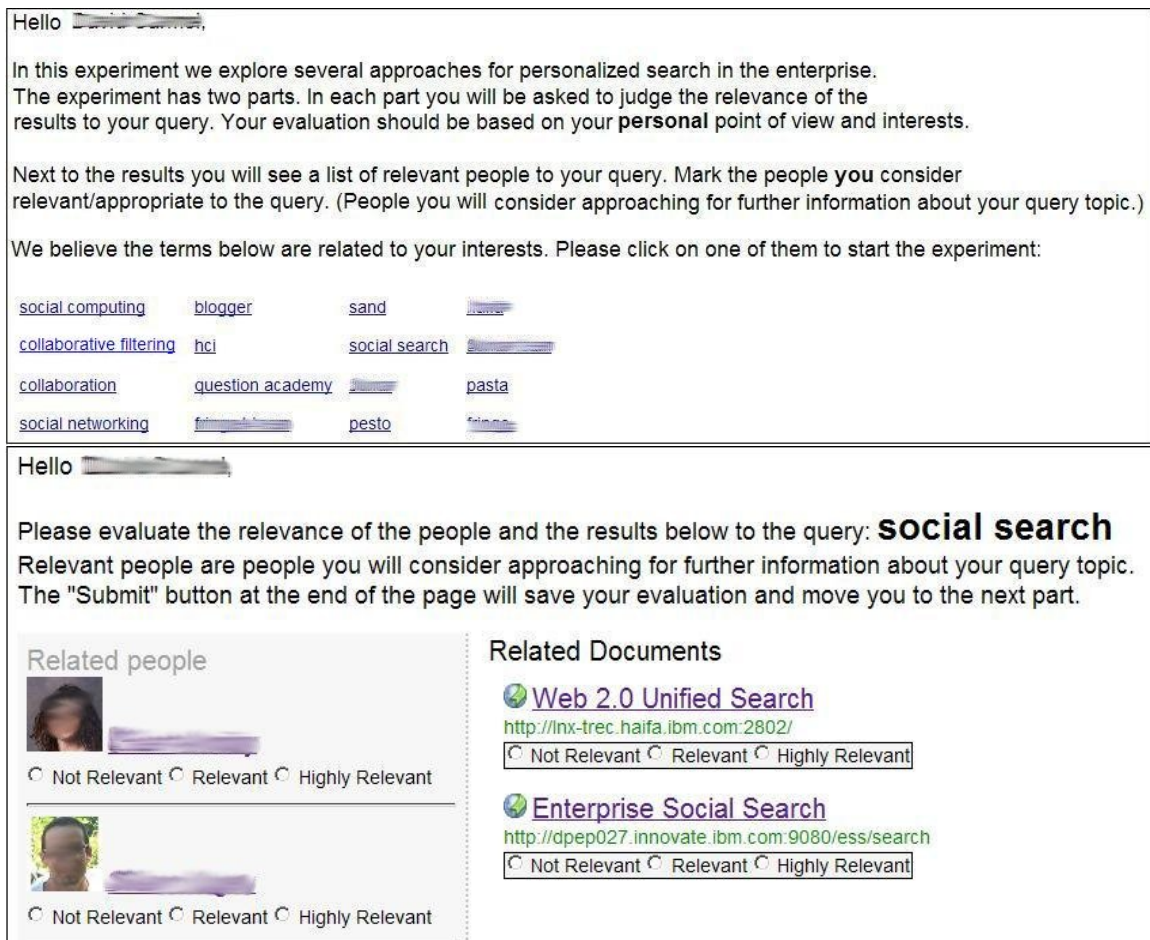 Hello
In this experiment we explore several approaches for personalized search in the enterprise.
The experiment has two parts. In each part you will be asked to judge the relevance of the
results to your query. Your evaluation should be based on your personal point of view and interests.
Next to the results you will see a list of relevant people to your query. Mark the people you consider
relevant/appropriate to the query. (People you will consider approaching for further information about your query topic.)
We believe the terms below are related to your interests. Please click on one of them to start the experiment:
social computing blogger sand
collaborative filtering hci social search
collaboration question academy pasta
social networking pesto
Hello
Please evaluate the relevance of the people and the results below to the query: social search
Relevant people are people you will consider approaching for further information about your query topic.
The "Submit" button at the end of the page will save your evaluation and move you to the next part.
Related people
Not Relevant Relevant Highly Relevant
Not Relevant Relevant Highly Relevant
Related Documents
Web 2.0 Unified Search
http://lnx-trec.haifa.ibm.com:2802/
Not Relevant Relevant Highly Relevant
Enterprise Social Search
http://dpep027.innovate.ibm.com:9080/ess/search
Not Relevant Relevant Highly Relevant